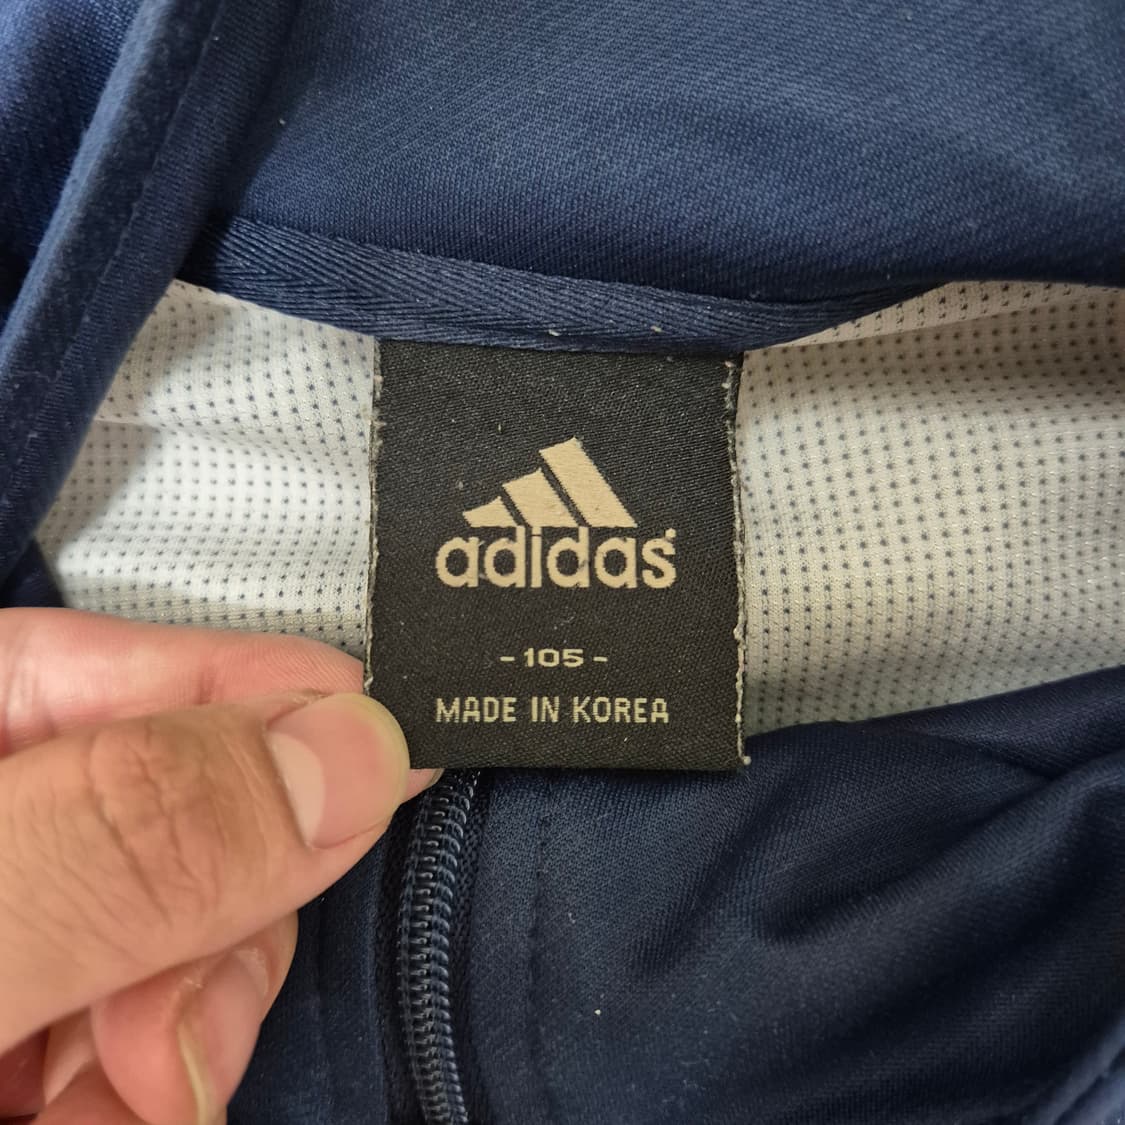 adidas
- 105 -
MADE IN KOREA